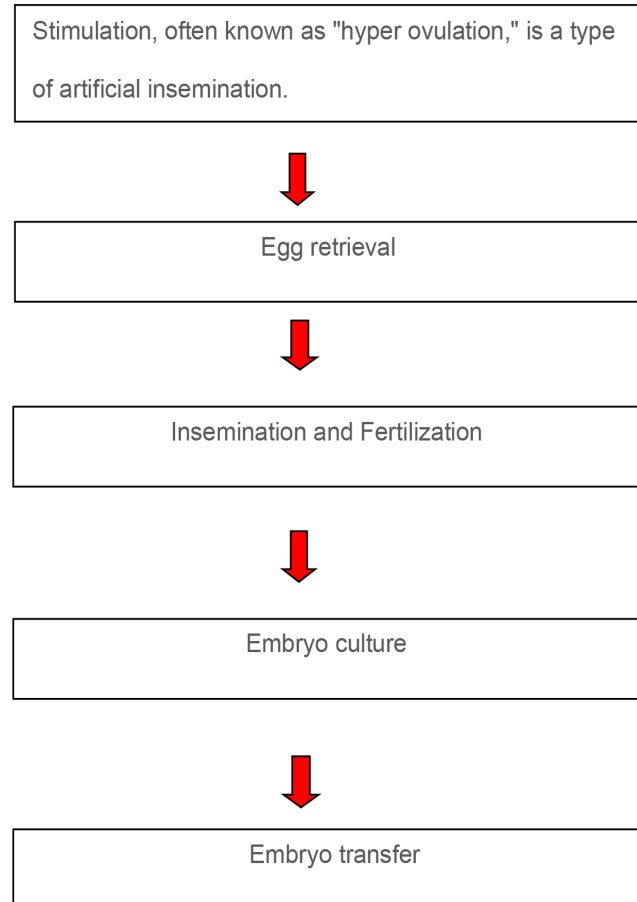 Stimulation, often known as "hyper ovulation," is a type
of artificial insemination.
Egg retrieval
Insemination and Fertilization
Embryo culture
Embryo transfer